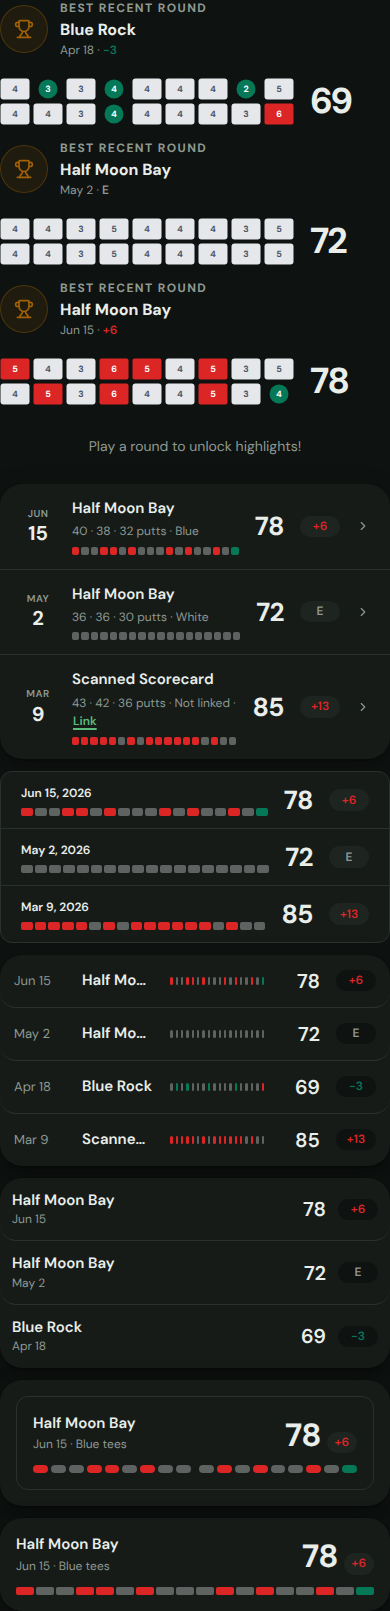 BEST RECENT ROUND
Blue Rock
Apr 18 · −3
4 3 3 4 4 4 4 2 5
4 4 3 4 4 4 4 3 6
69
BEST RECENT ROUND
Half Moon Bay
May 2 · E
4 4 3 5 4 4 4 3 5
4 4 3 5 4 4 4 3 5
72
BEST RECENT ROUND
Half Moon Bay
Jun 15 · +6
5 4 3 6 5 4 5 3 5
4 5 3 6 4 4 5 3 4
78
Play a round to unlock highlights!
JUN
15
Half Moon Bay
40 · 38 · 32 putts · Blue
78 +6
MAY
2
Half Moon Bay
36 · 36 · 30 putts · White
72 E
MAR
9
Scanned Scorecard
43 · 42 · 36 putts · Not linked ·
Link
85 +13
Jun 15, 2026
78 +6
May 2, 2026
72 E
Mar 9, 2026
85 +13
Jun 15 Half Mo... 78 +6
May 2 Half Mo... 72 E
Apr 18 Blue Rock 69 −3
Mar 9 Scanne... 85 +13
Half Moon Bay
Jun 15
78 +6
Half Moon Bay
May 2
72 E
Blue Rock
Apr 18
69 −3
Half Moon Bay
Jun 15 · Blue tees
78 +6
Half Moon Bay
Jun 15 · Blue tees
78 +6